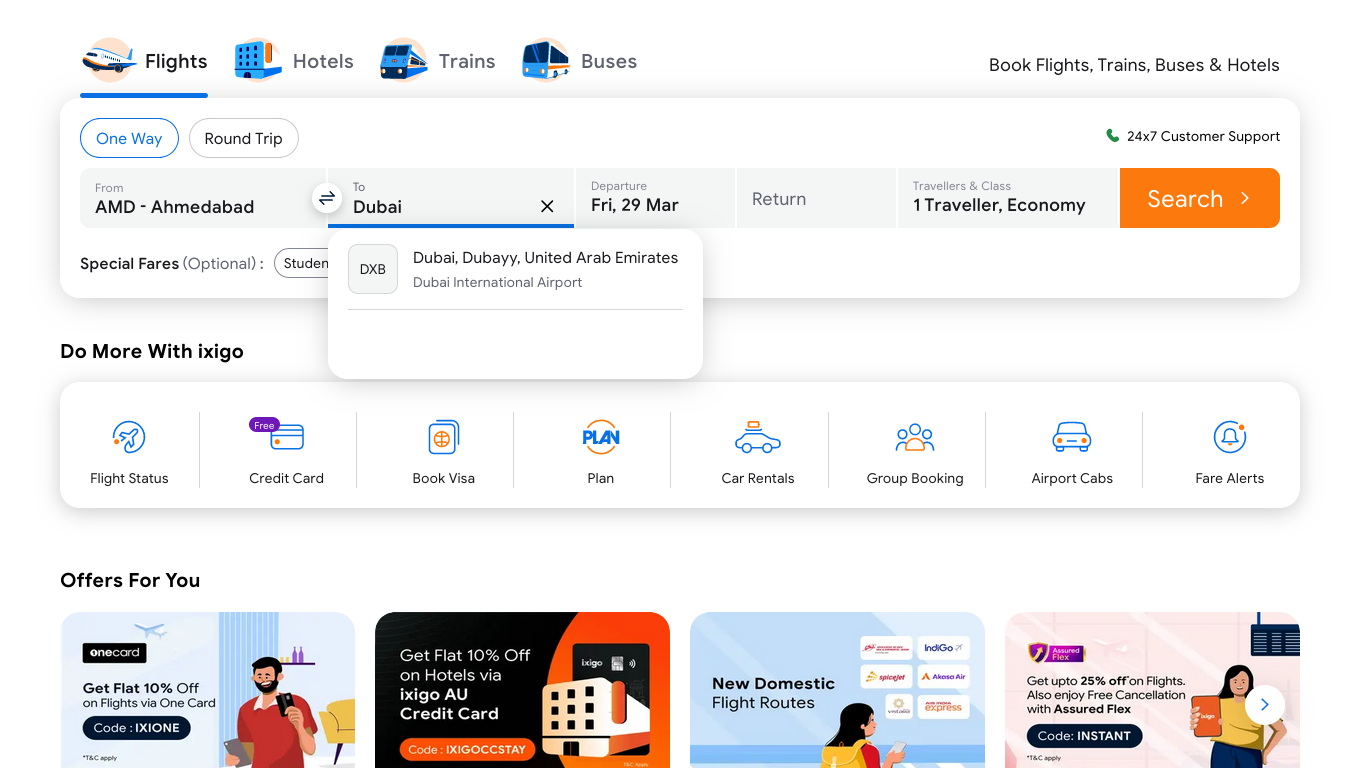 Flights
Hotels
Trains
Buses
Book Flights, Trains, Buses & Hotels
One Way
Round Trip
24x7 Customer Support
From
AMD - Ahmedabad
To
Dubai
Departure
Fri, 29 Mar
Return
Travellers & Class
1 Traveller, Economy
Search
Special Fares (Optional) :
Studen
DXB
Dubai, Dubayy, United Arab Emirates
Dubai International Airport
Do More With ixigo
Flight Status
Free
Credit Card
Book Visa
PLAN
Plan
Car Rentals
Group Booking
Airport Cabs
Fare Alerts
Offers For You
onecard
Get Flat 10% Off
on Flights via One Card
Code : IXIONE
*T&C apply
Get Flat 10% Off
on Hotels via
ixigo AU
Credit Card
Code : IXIGOCCSTAY
ixigo
T&C Apply
New Domestic
Flight Routes
IndiGo
spicejet
Akasa Air
vistara
AIR INDIA
express
Assured
Flex
Get upto 25% off* on Flights.
Also enjoy Free Cancellation
with Assured Flex
Code: INSTANT
*T&C apply
ixigo